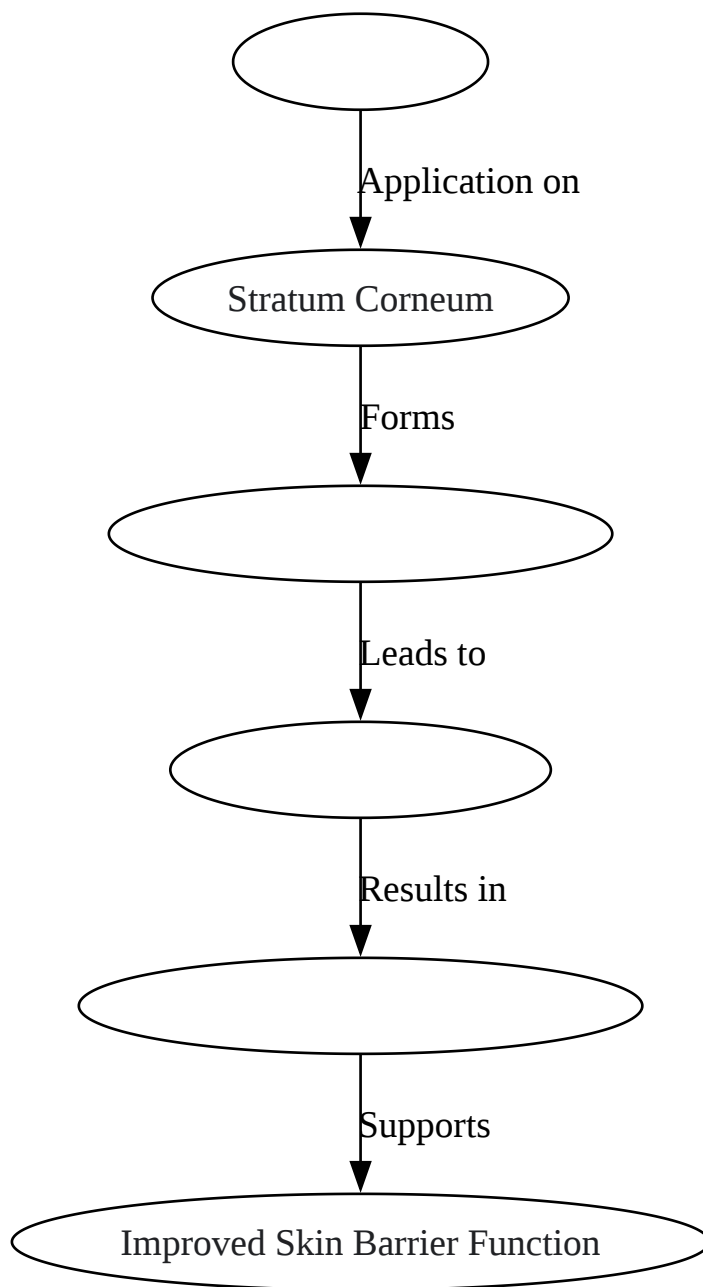 Application on
Stratum Corneum
Forms
Leads to
Results in
Supports
Improved Skin Barrier Function